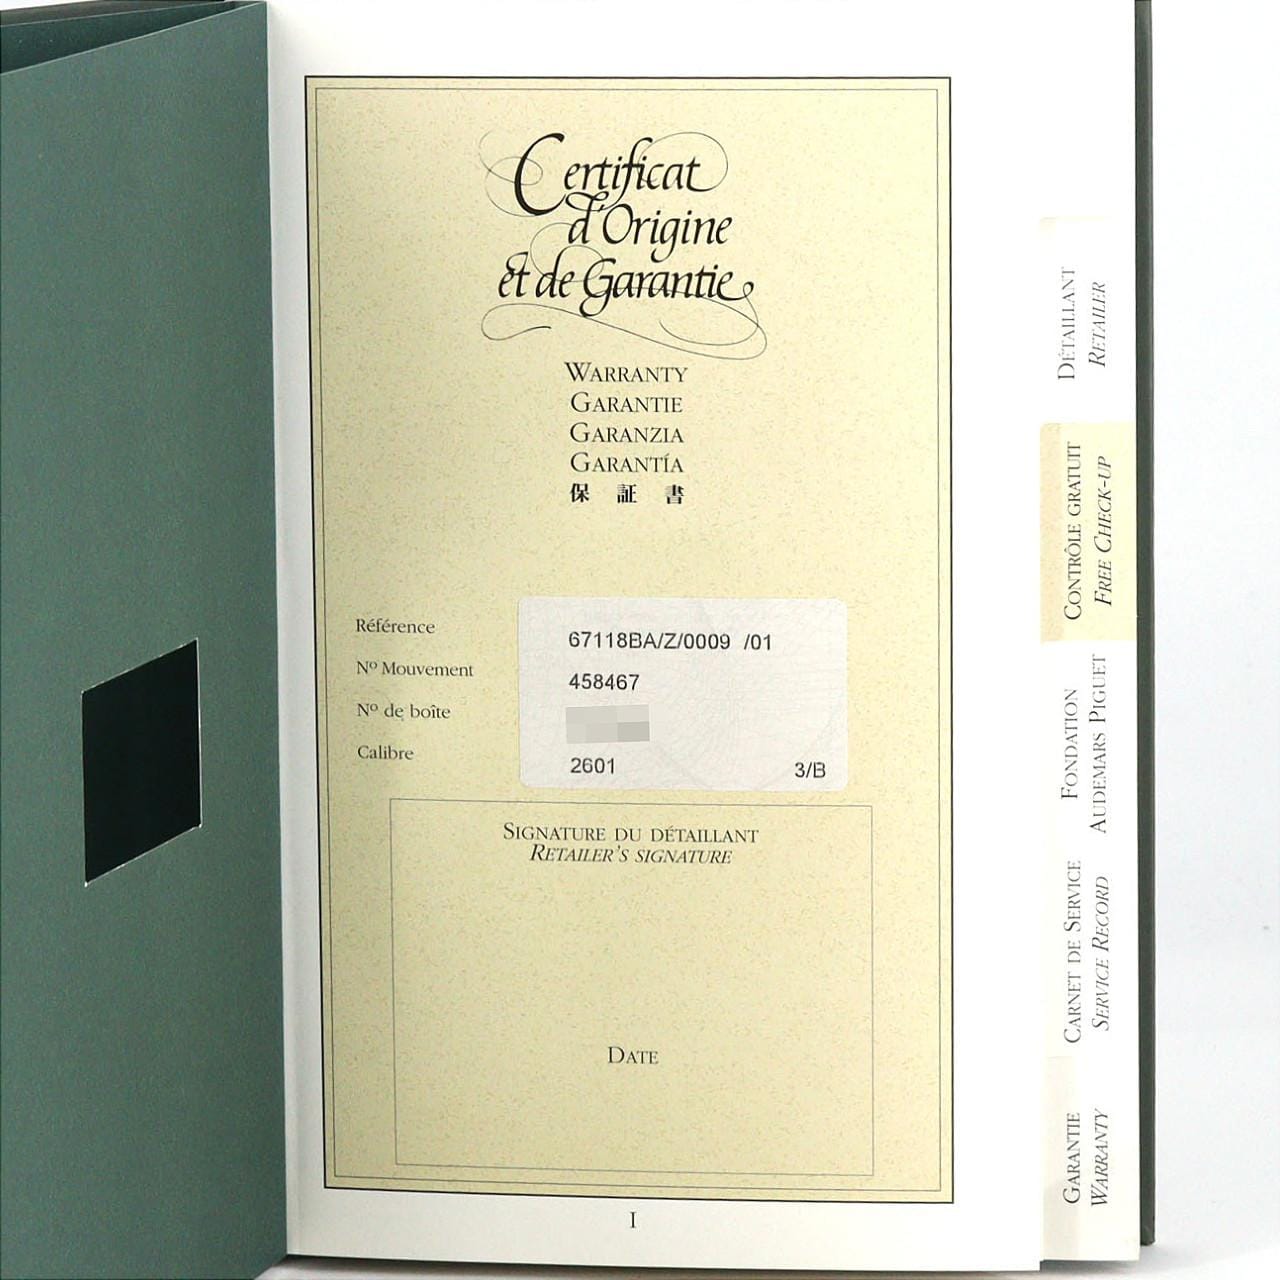 Certificat
d'Origine
et de Garantie
WARRANTY
GARANTIE
GARANZIA
GARANTÍA
保 証 書
Référence 67118BA/Z/0009 /01
Nº Mouvement 458467
Nº de boîte
Calibre 2601 3/B
SIGNATURE DU DÉTAILLANT
RETAILER'S SIGNATURE
DATE
I
DÉTAILLANT
RETAILER
CONTRÔLE GRATUIT
FREE CHECK-UP
FONDATION
AUDEMARS PIGUET
CARNET DE SERVICE
SERVICE RECORD
GARANTIE
WARRANTY